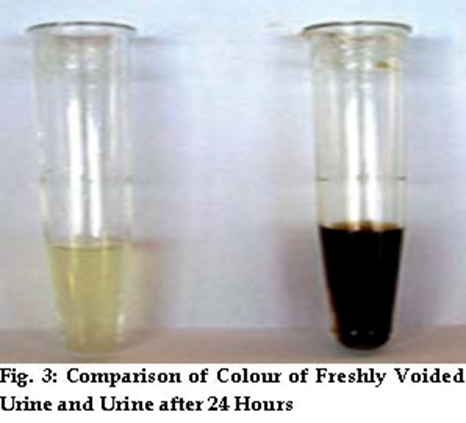 Fig. 3: Comparison of Colour of Freshly Voided
Urine and Urine after 24 Hours